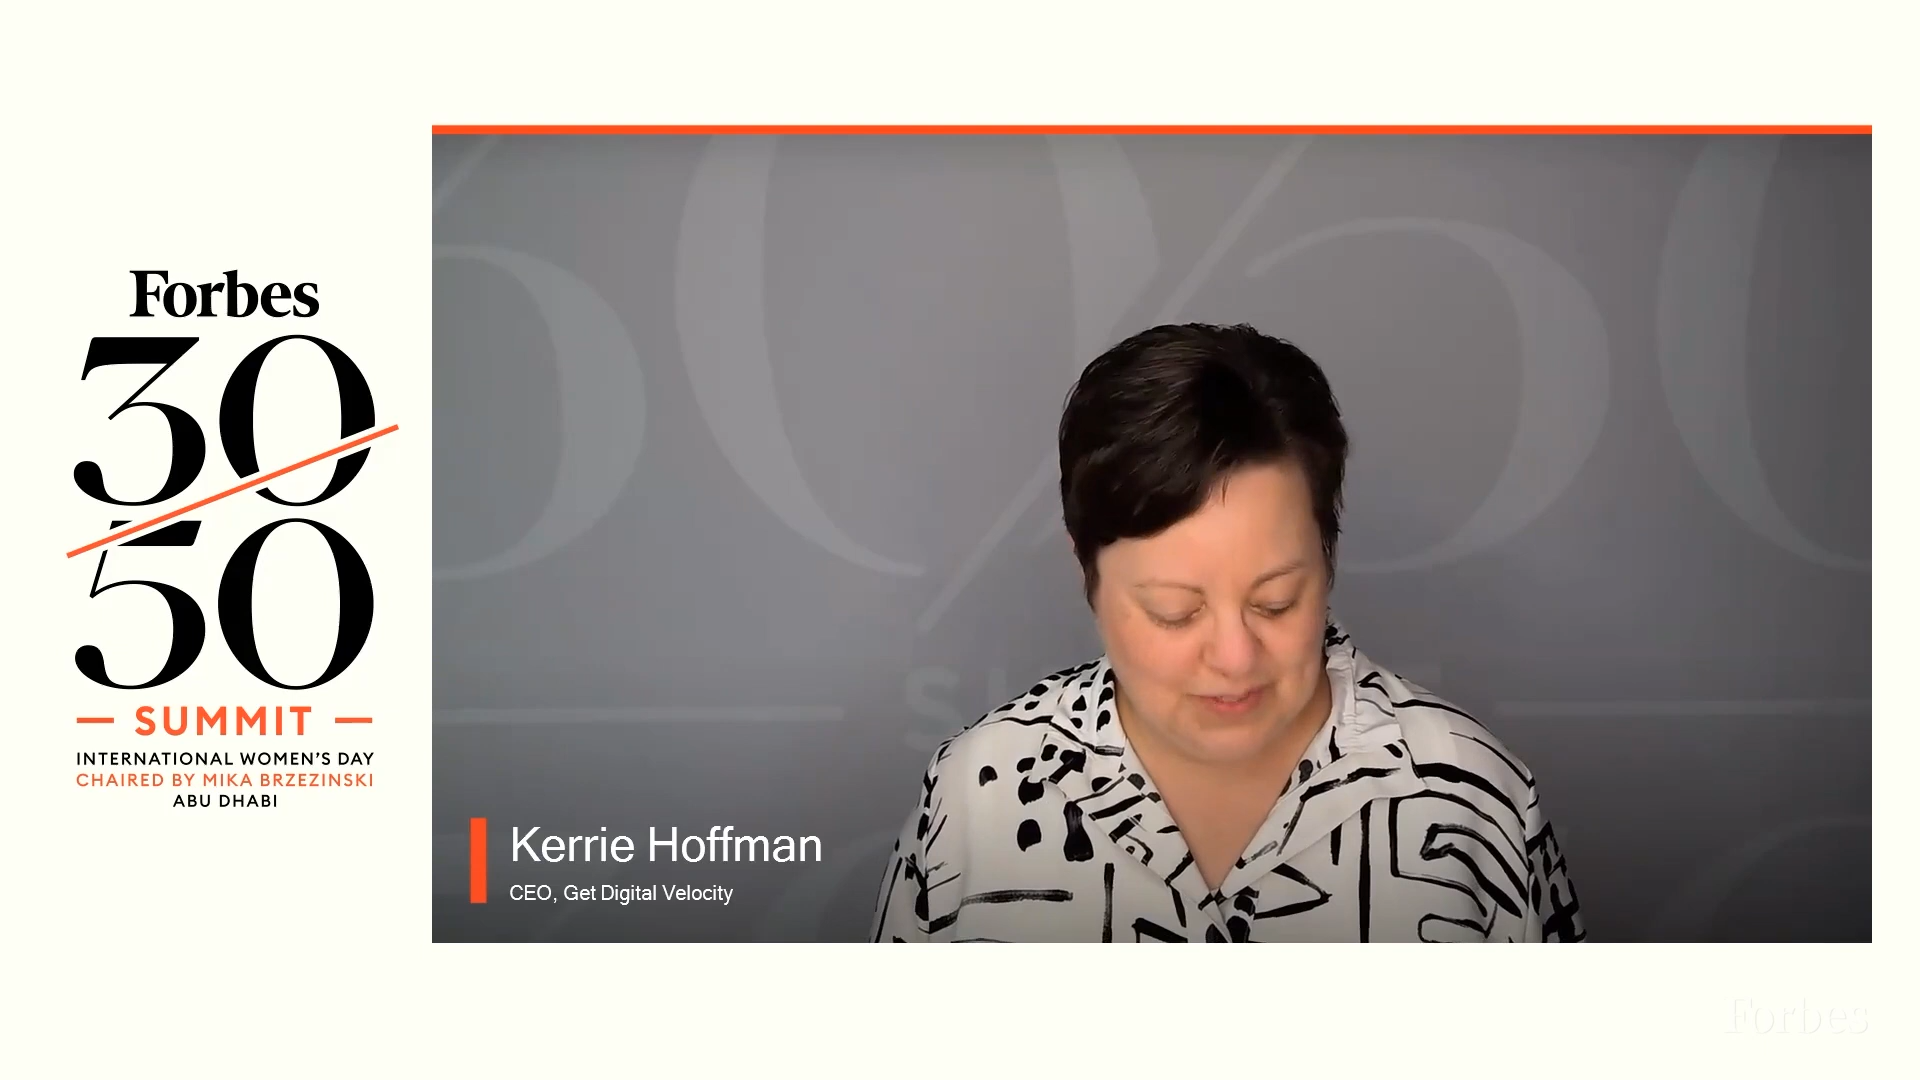 Forbes
30
50
SUMMIT
INTERNATIONAL WOMEN'S DAY
CHAIRED BY MIKA BRZEZINSKI
ABU DHABI
Kerrie Hoffman
CEO, Get Digital Velocity
Forbes